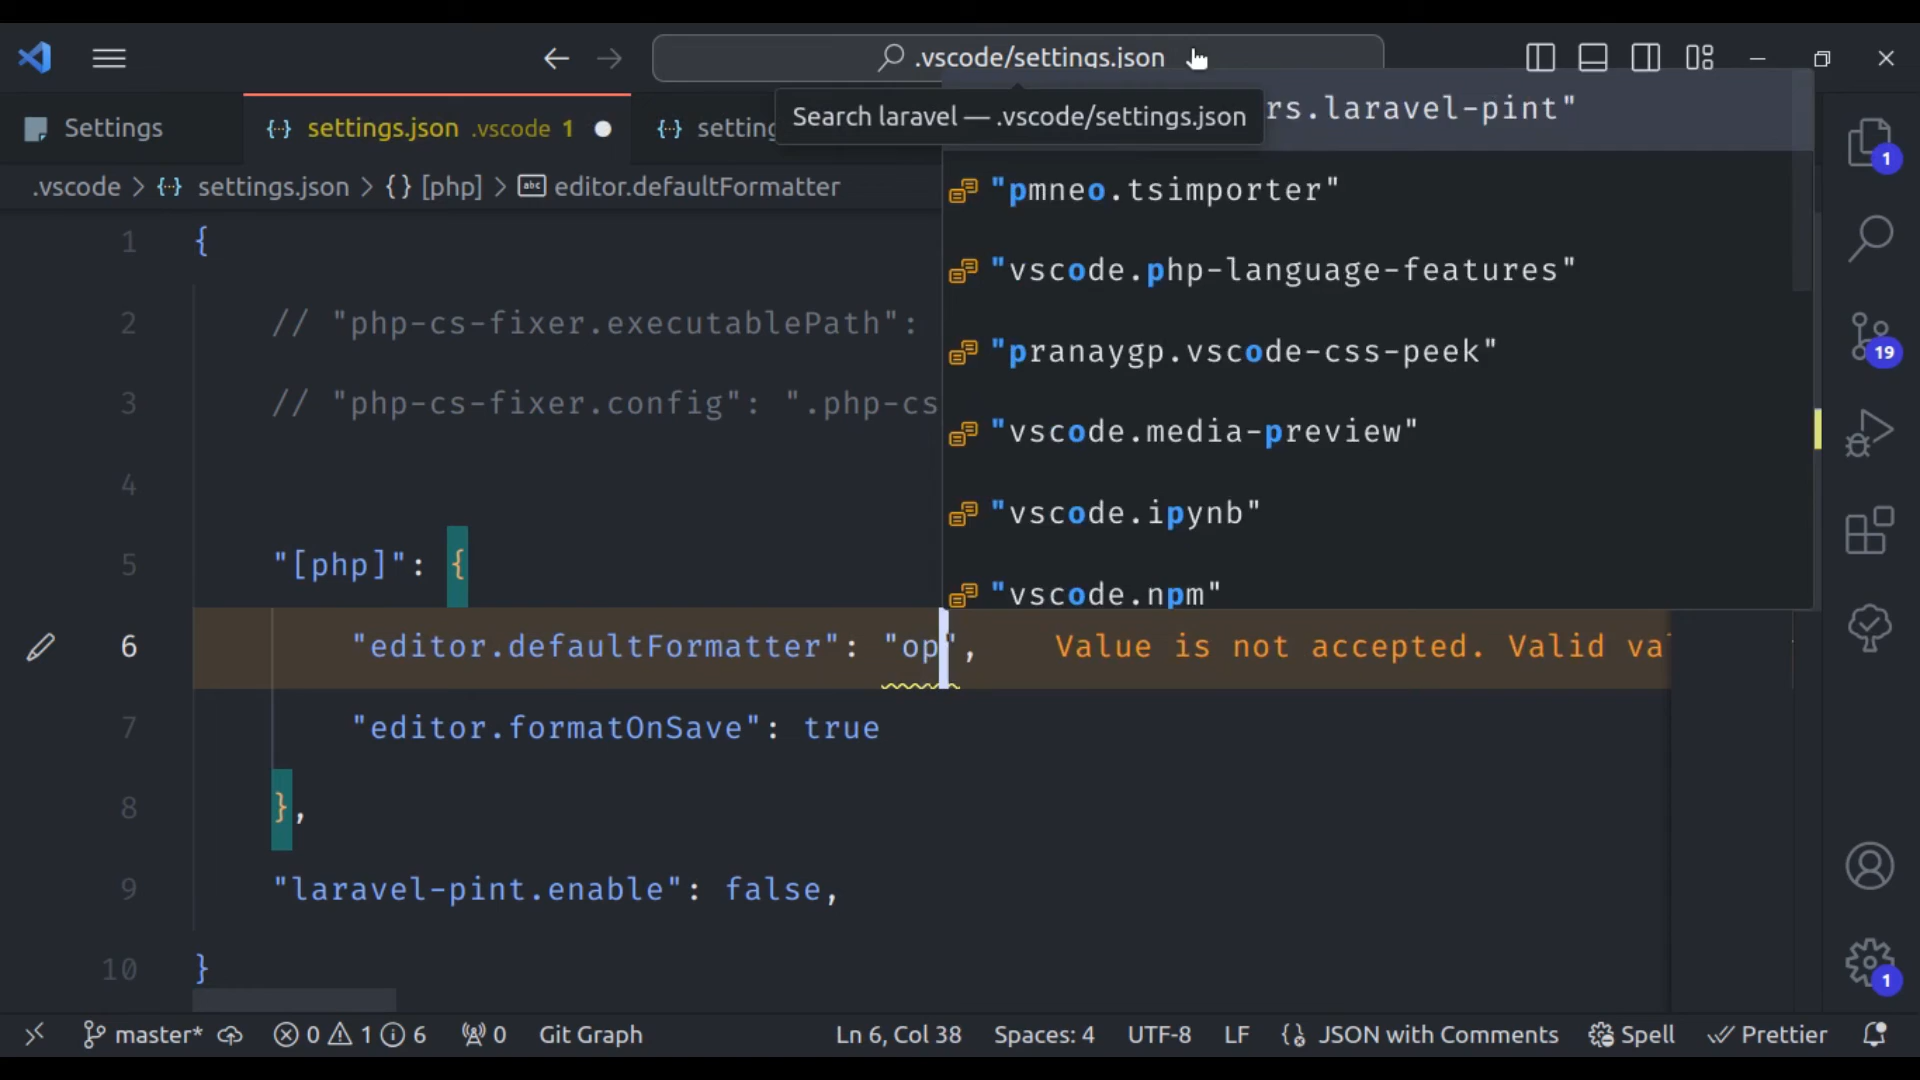 .vscode/settings.json
Settings
settings.json .vscode 1
setting
Search laravel — .vscode/settings.json
rs.laravel-pint"
.vscode > settings.json > {} [php] > abc editor.defaultFormatter
"pmneo.tsimporter"
"vscode.php-language-features"
"pranaygp.vscode-css-peek"
"vscode.media-preview"
"vscode.ipynb"
"vscode.npm"
1 {
2 // "php-cs-fixer.executablePath":
3 // "php-cs-fixer.config": ".php-cs
4
5 "[php]": {
6 "editor.defaultFormatter": "op", Value is not accepted. Valid va
7 "editor.formatOnSave": true
8 },
9 "laravel-pint.enable": false,
10 }
1
19
1
master* 0 1 6 0 Git Graph Ln 6, Col 38 Spaces: 4 UTF-8 LF JSON with Comments Spell Prettier